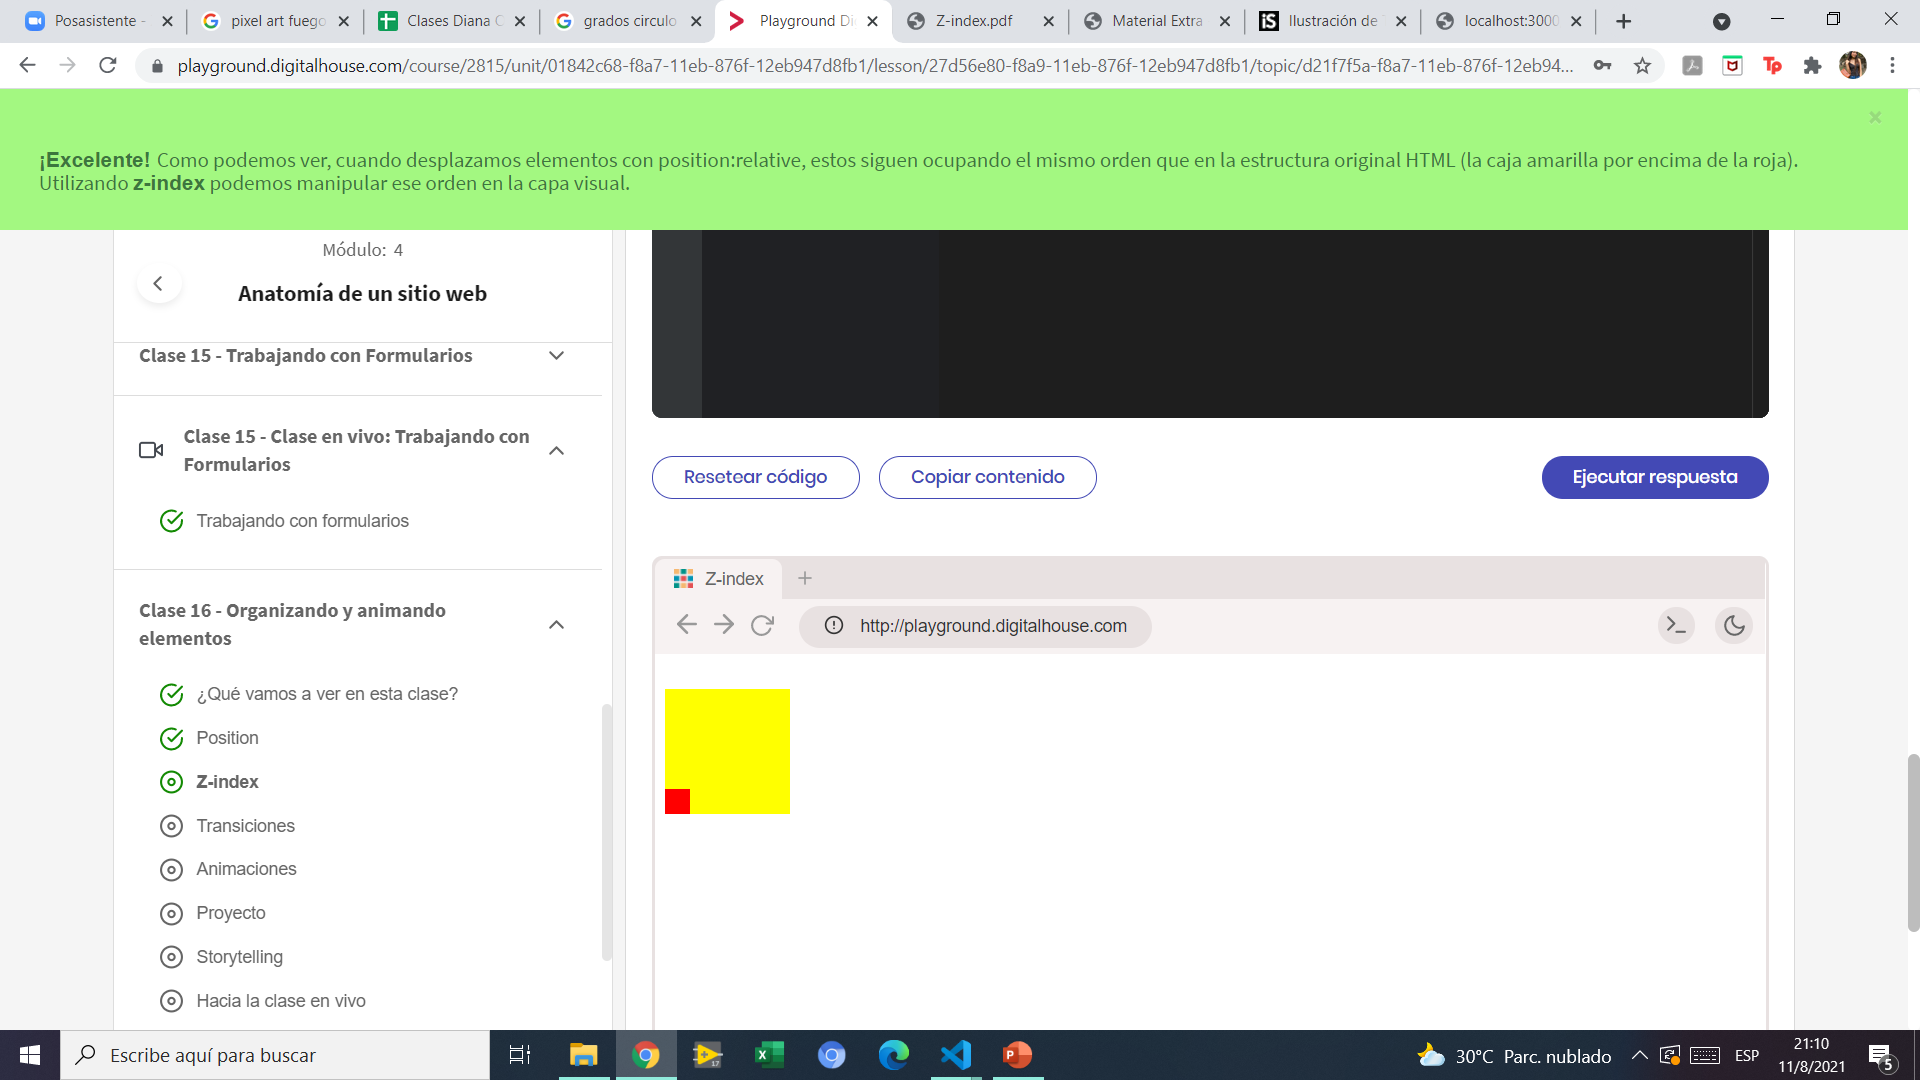 Posasistente -
pixel art fuego
Clases Diana C
grados circulo
Playground Di
Z-index.pdf
Material Extra
Ilustración de
localhost:3000
playground.digitalhouse.com/course/2815/unit/01842c68-f8a7-11eb-876f-12eb947d8fb1/lesson/27d56e80-f8a9-11eb-876f-12eb947d8fb1/topic/d21f7f5a-f8a7-11eb-876f-12eb94...
¡Excelente! Como podemos ver, cuando desplazamos elementos con position:relative, estos siguen ocupando el mismo orden que en la estructura original HTML (la caja amarilla por encima de la roja).
Utilizando z-index podemos manipular ese orden en la capa visual.
Módulo: 4
Anatomía de un sitio web
Clase 15 - Trabajando con Formularios
Clase 15 - Clase en vivo: Trabajando con
Formularios
Trabajando con formularios
Clase 16 - Organizando y animando
elementos
¿Qué vamos a ver en esta clase?
Position
Z-index
Transiciones
Animaciones
Proyecto
Storytelling
Hacia la clase en vivo
Resetear código
Copiar contenido
Ejecutar respuesta
Z-index
http://playground.digitalhouse.com
Escribe aquí para buscar
30°C Parc. nublado
ESP
21:10
11/8/2021
5